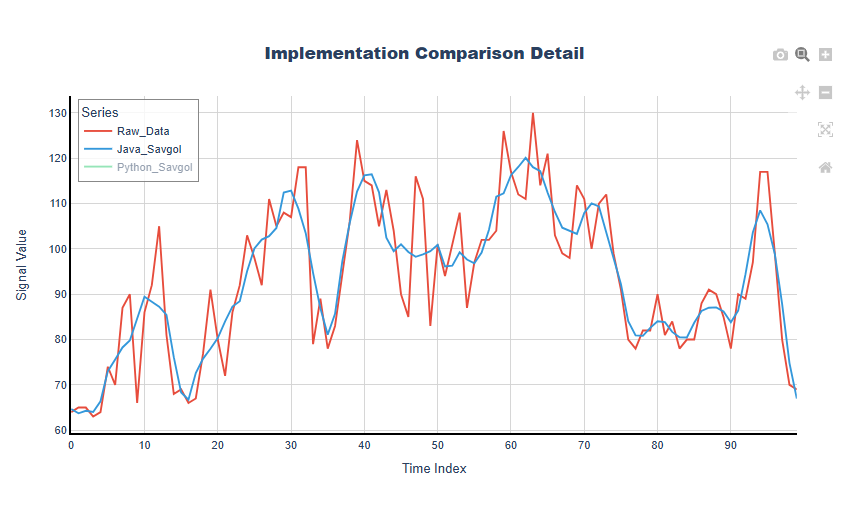 Implementation Comparison Detail
Series
Raw_Data
Java_Savgol
Python_Savgol
130
120
110
100
90
80
70
60
Signal Value
0 10 20 30 40 50 60 70 80 90
Time Index